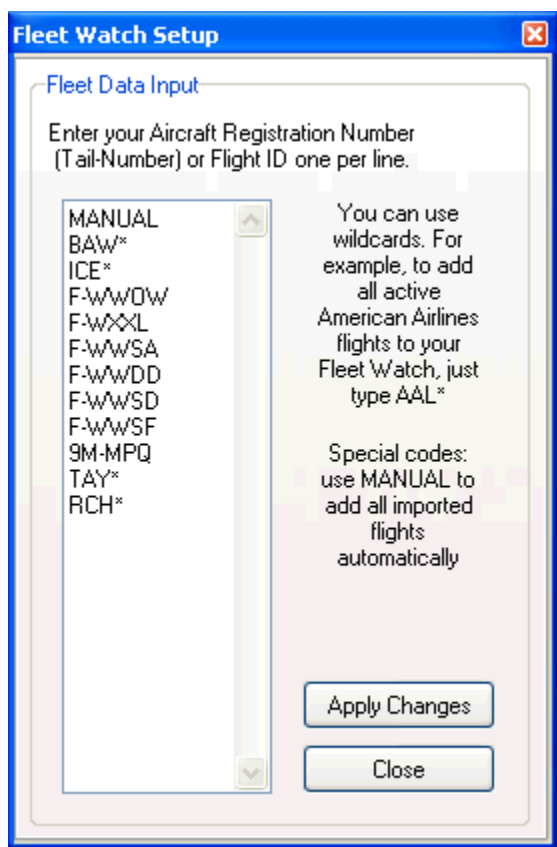 Fleet Watch Setup
Fleet Data Input
Enter your Aircraft Registration Number
(Tail-Number) or Flight ID one per line.
MANUAL
BAW*
ICE*
F-WWOW
F-WXXL
F-WWSA
F-WWDD
F-WWSD
F-WWSF
9M-MPQ
TAY*
RCH*
You can use
wildcards. For
example, to add
all active
American Airlines
flights to your
Fleet Watch, just
type AAL*
Special codes:
use MANUAL to
add all imported
flights
automatically
Apply Changes
Close